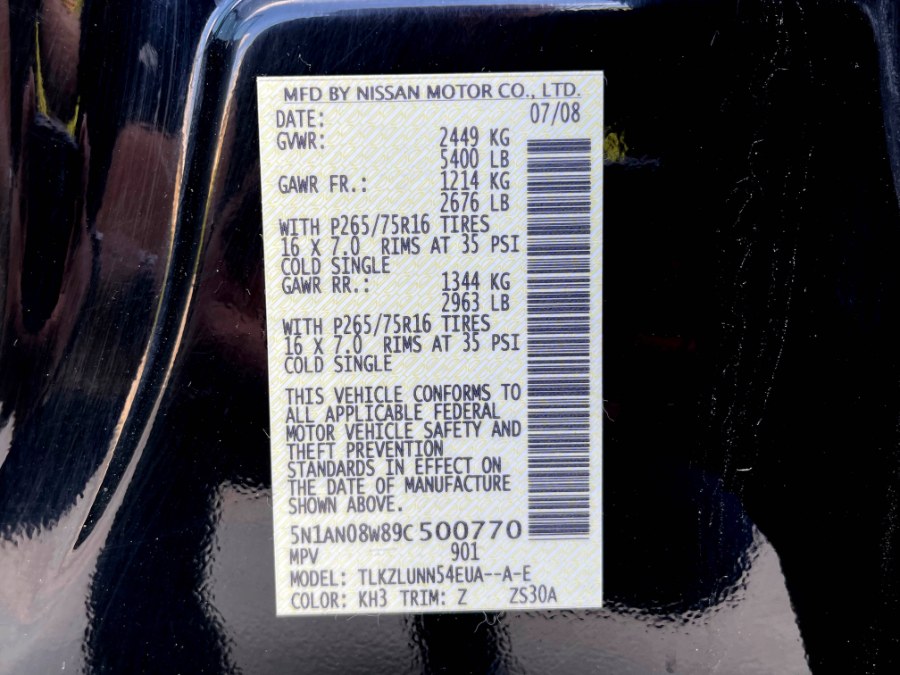 MFD BY NISSAN MOTOR CO., LTD.
DATE: 07/08
GVWR: 2449 KG
5400 LB
GAWR FR.: 1214 KG
2676 LB
WITH P265/75R16 TIRES
16 X 7.0 RIMS AT 35 PSI
COLD SINGLE
GAWR RR.: 1344 KG
2963 LB
WITH P265/75R16 TIRES
16 X 7.0 RIMS AT 35 PSI
COLD SINGLE
THIS VEHICLE CONFORMS TO
ALL APPLICABLE FEDERAL
MOTOR VEHICLE SAFETY AND
THEFT PREVENTION
STANDARDS IN EFFECT ON
THE DATE OF MANUFACTURE
SHOWN ABOVE.
5N1AN08W89C500770
MPV 901
MODEL: TLKZLUNN54EUA--A-E
COLOR: KH3 TRIM: Z ZS30A